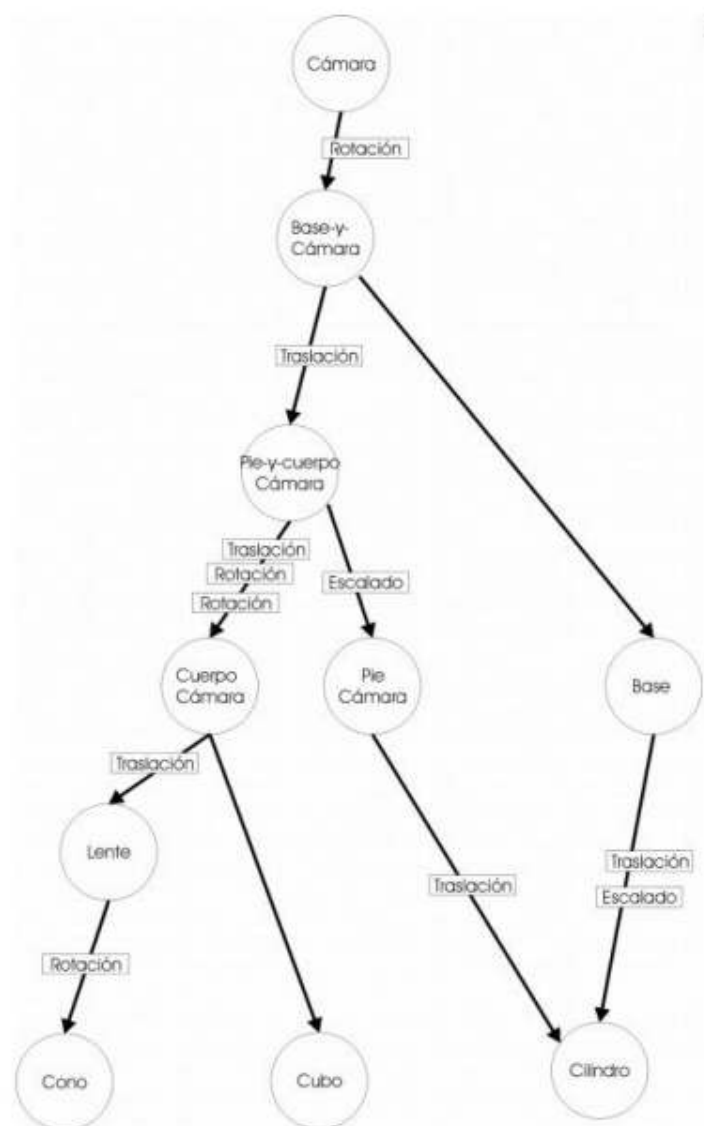 Cámara
Rotación
Base-y-
Cámara
Traslación
Pie-y-cuerpo
Cámara
Traslación
Rotación
Rotación
Escalado
Cuerpo
Cámara
Pie
Cámara
Base
Traslación
Lente
Traslación
Traslación
Escalado
Rotación
Cono
Cubo
Cilindro